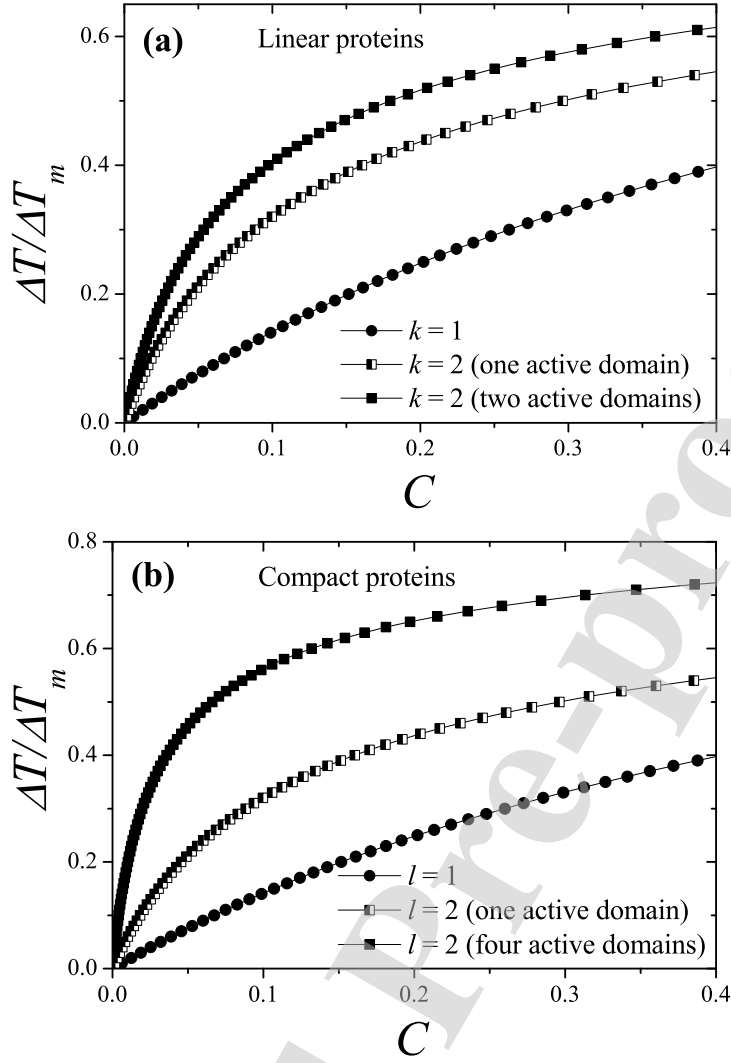 (a) Linear proteins
0.6
0.4
0.2
0.0
ΔT/ΔT_m
k = 1
k = 2 (one active domain)
k = 2 (two active domains)
0.0 0.1 0.2 0.3 0.4
C
(b) Compact proteins
0.8
0.6
0.4
0.2
0.0
ΔT/ΔT_m
l = 1
l = 2 (one active domain)
l = 2 (four active domains)
0.0 0.1 0.2 0.3 0.4
C
Pre-pro